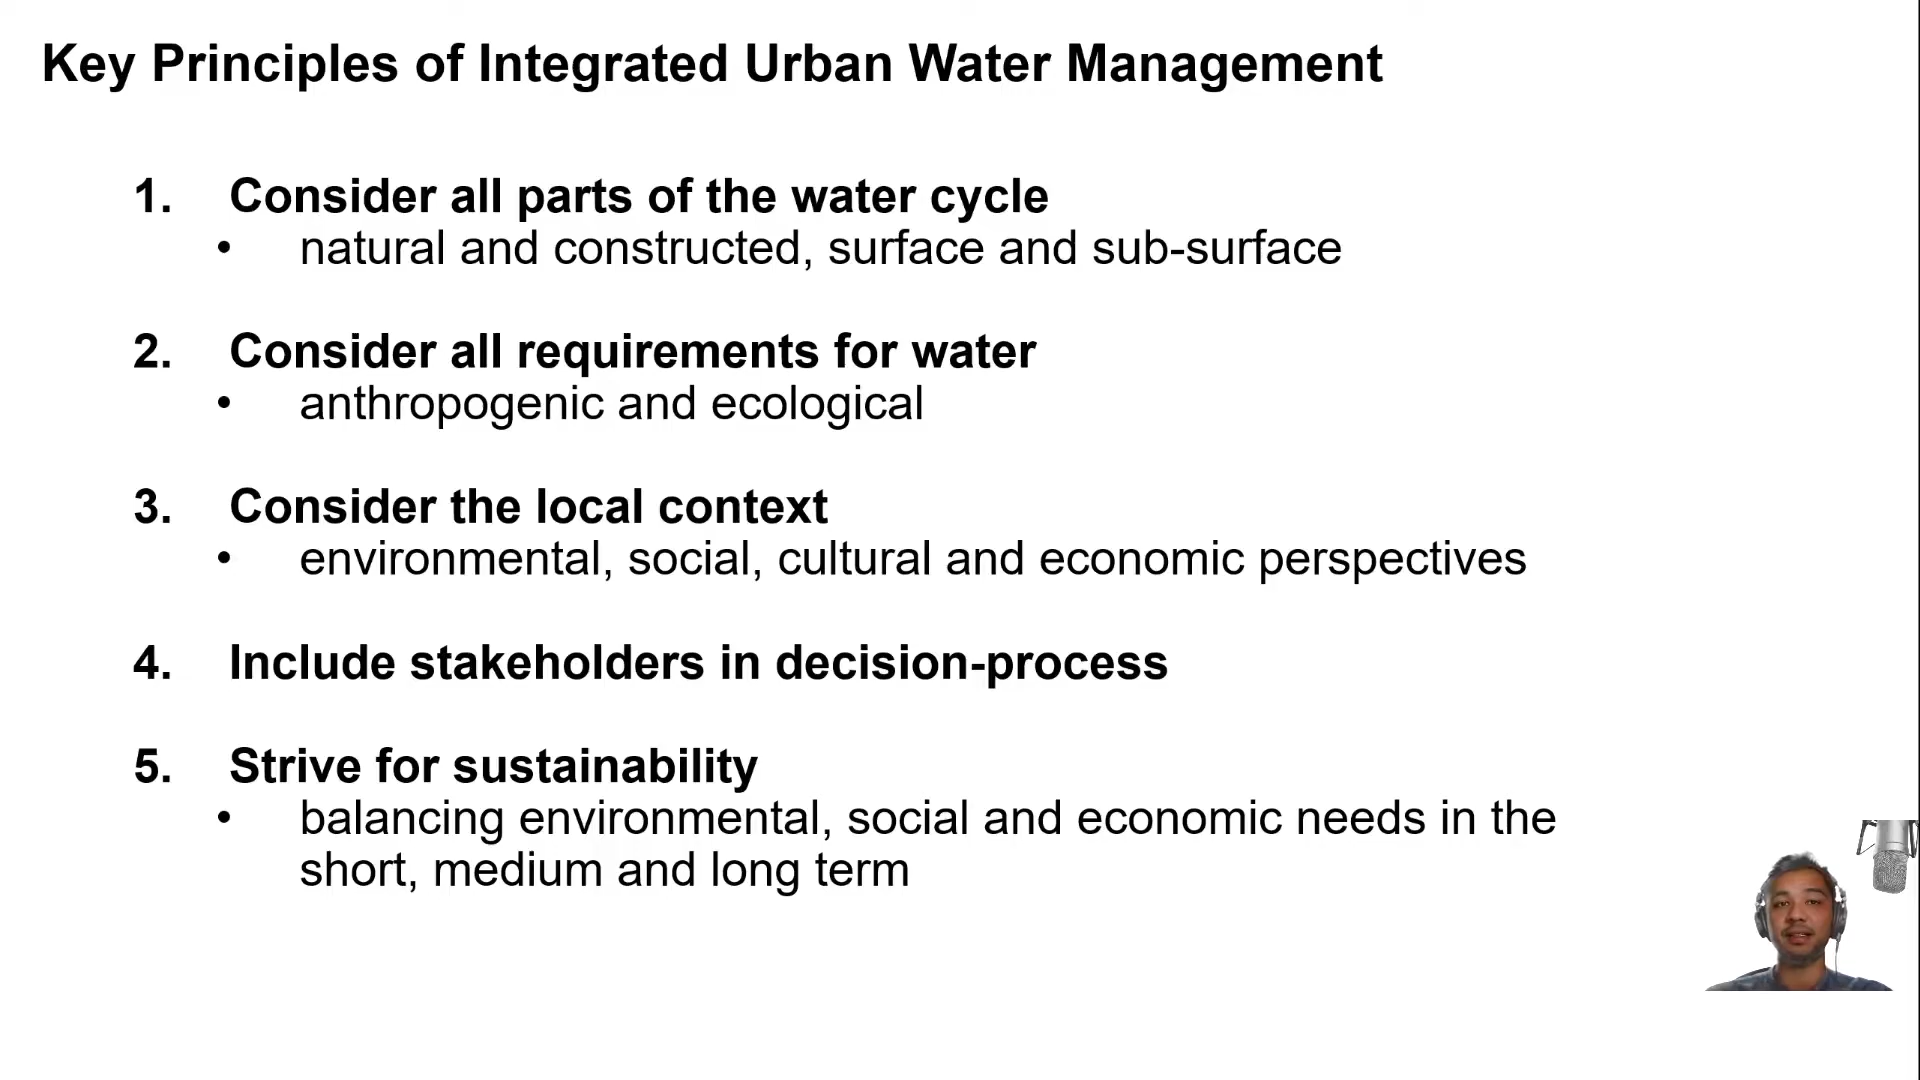 Key Principles of Integrated Urban Water Management
1. Consider all parts of the water cycle
• natural and constructed, surface and sub-surface
2. Consider all requirements for water
• anthropogenic and ecological
3. Consider the local context
• environmental, social, cultural and economic perspectives
4. Include stakeholders in decision-process
5. Strive for sustainability
• balancing environmental, social and economic needs in the
short, medium and long term